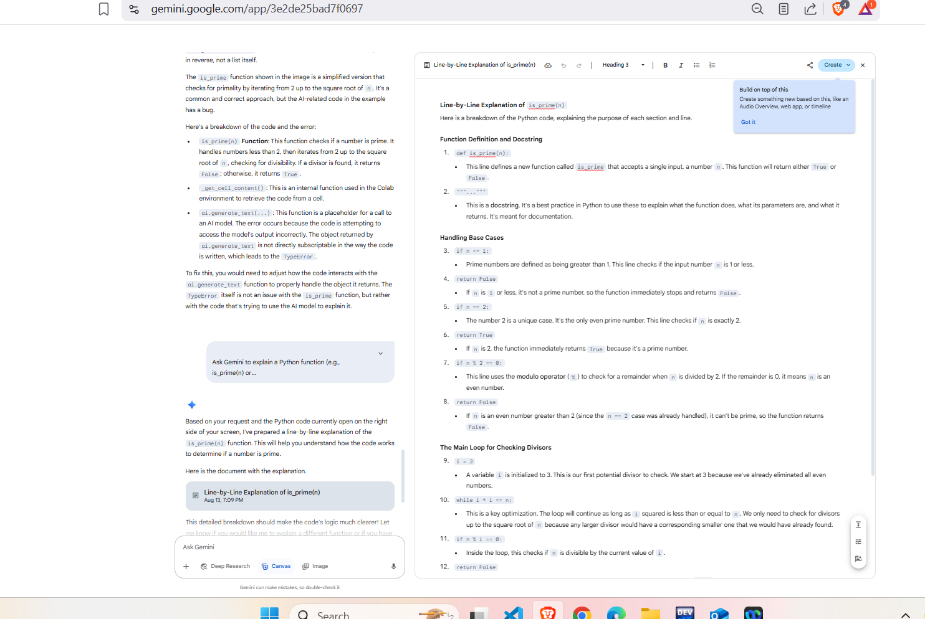 gemini.google.com/app/3e2de25bad7f0697
4
1
in reverse, not a list itself.
The is_prime function shown in the image is a simplified version that
checks for primality by iterating from 2 up to the square root of n. It's a
common and correct approach, but the AI-related code in the example
has a bug.
Here's a breakdown of the code and the error:
• is_prime(n) Function: This function checks if a number is prime. It
handles numbers less than 2, then iterates from 2 up to the square
root of n, checking for divisibility. If a divisor is found, it returns
False; otherwise, it returns True.
• _get_cell_content(): This is an internal function used in the Colab
environment to retrieve the code from a cell.
• ai.generate_text(...): This function is a placeholder for a call to
an AI model. The error occurs because the code is attempting to
access the model's output incorrectly. The object returned by
ai.generate_text is not directly subscriptable in the way the code
is written, which leads to the TypeError.
To fix this, you would need to adjust how the code interacts with the
ai.generate_text function to properly handle the object it returns. The
TypeError itself is not an issue with the is_prime function, but rather
with the code that's trying to use the AI model to explain it.
Ask Gemini to explain a Python function (e.g.,
is_prime(n) or...
Based on your request and the Python code currently open on the right
side of your screen, I've prepared a line-by-line explanation of the
is_prime(n) function. This will help you understand how the code works
to determine if a number is prime.
Here is the document with the explanation.
Line-by-Line Explanation of is_prime(n)
Aug 13, 7:09 PM
This detailed breakdown should make the code's logic much clearer! Let
me know if you would like me to explain a different function or if you have
Ask Gemini
+ Deep Research Canvas Image
Gemini can make mistakes, so double-check it
Line-by-Line Explanation of is_prime(n)
Heading 3
B I
Create
Build on top of this
Create something new based on this, like an
Audio Overview, web app, or timeline
Got it
Line-by-Line Explanation of is_prime(n)
Here is a breakdown of the Python code, explaining the purpose of each section and line.
Function Definition and Docstring
1. def is_prime(n):
• This line defines a new function called is_prime that accepts a single input, a number n. This function will return either True or
False.
2. """..."""
• This is a docstring. It's a best practice in Python to use these to explain what the function does, what its parameters are, and what it
returns. It's meant for documentation.
Handling Base Cases
3. if n <= 1:
• Prime numbers are defined as being greater than 1. This line checks if the input number n is 1 or less.
4. return False
• If n is 1 or less, it's not a prime number, so the function immediately stops and returns False.
5. if n == 2:
• The number 2 is a unique case. It's the only even prime number. This line checks if n is exactly 2.
6. return True
• If n is 2, the function immediately returns True because it's a prime number.
7. if n % 2 == 0:
• This line uses the modulo operator (%) to check for a remainder when n is divided by 2. If the remainder is 0, it means n is an
even number.
8. return False
• If n is an even number greater than 2 (since the n == 2 case was already handled), it can't be prime, so the function returns
False.
The Main Loop for Checking Divisors
9. i = 3
• A variable i is initialized to 3. This is our first potential divisor to check. We start at 3 because we've already eliminated all even
numbers.
10. while i * i <= n:
• This is a key optimization. The loop will continue as long as i squared is less than or equal to n. We only need to check for divisors
up to the square root of n because any larger divisor would have a corresponding smaller one that we would have already found.
11. if n % i == 0:
• Inside the loop, this checks if n is divisible by the current value of i.
12. return False
Search
DEV